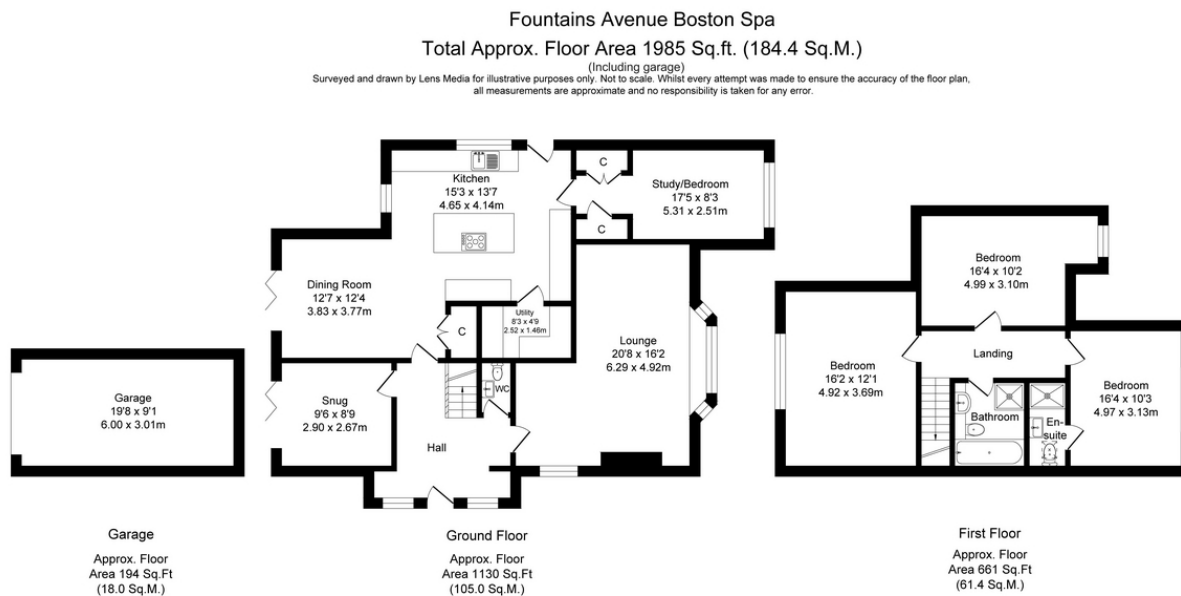 Fountains Avenue Boston Spa
Total Approx. Floor Area 1985 Sq.ft. (184.4 Sq.M.)
(Including garage)
Surveyed and drawn by Lens Media for illustrative purposes only. Not to scale. Whilst every attempt was made to ensure the accuracy of the floor plan,
all measurements are approximate and no responsibility is taken for any error.
Garage
19'8 x 9'1
6.00 x 3.01m
Garage
Approx. Floor
Area 194 Sq.Ft
(18.0 Sq.M.)
Kitchen
15'3 x 13'7
4.65 x 4.14m
C
Study/Bedroom
17'5 x 8'3
5.31 x 2.51m
C
Dining Room
12'7 x 12'4
3.83 x 3.77m
C
Utility
8'3 x 4'9
2.52 x 1.46m
Lounge
20'8 x 16'2
6.29 x 4.92m
Snug
9'6 x 8'9
2.90 x 2.67m
WC
Hall
Ground Floor
Approx. Floor
Area 1130 Sq.Ft
(105.0 Sq.M.)
Bedroom
16'4 x 10'2
4.99 x 3.10m
Landing
Bedroom
16'2 x 12'1
4.92 x 3.69m
Bedroom
16'4 x 10'3
4.97 x 3.13m
Bathroom
En-
suite
First Floor
Approx. Floor
Area 661 Sq.Ft
(61.4 Sq.M.)